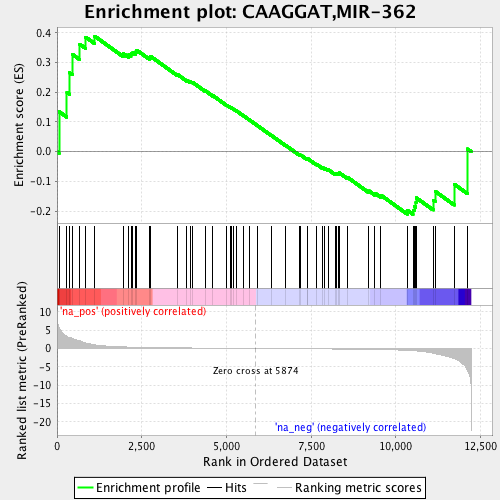 Enrichment plot: CAAGGAT,MIR-362
Enrichment score (ES)
0.4
0.3
0.2
0.1
0.0
-0.1
-0.2
'na_pos' (positively correlated)
Ranked list metric (PreRanked)
10
5
0
-5
-10
-15
-20
Zero cross at 5874
'na_neg' (negatively correlated)
0 2,500 5,000 7,500 10,000 12,500
Rank in Ordered Dataset
Enrichment profile Hits Ranking metric scores